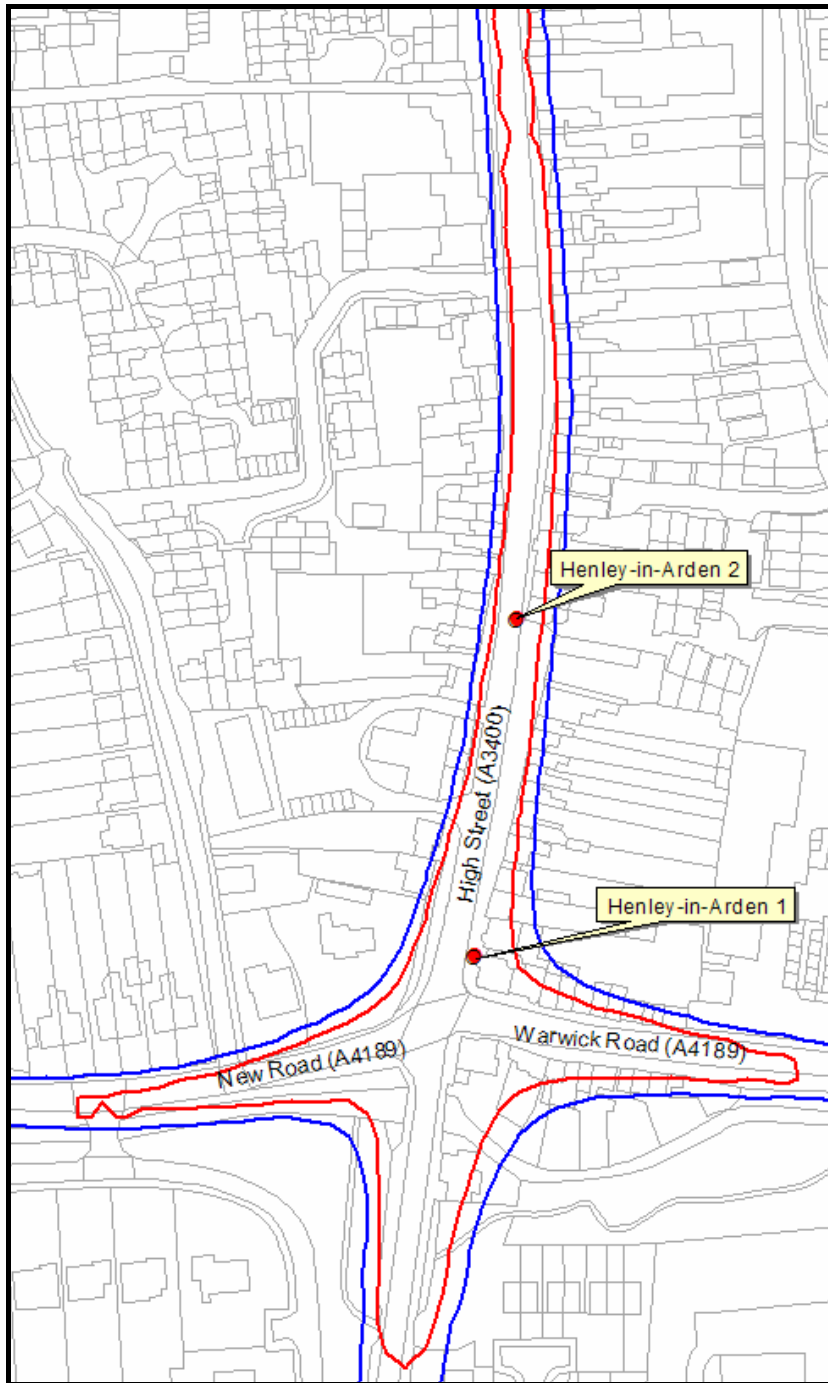 Henley-in-Arden 2
High Street (A3400)
Henley-in-Arden 1
Warwick Road (A4189)
New Road (A4189)